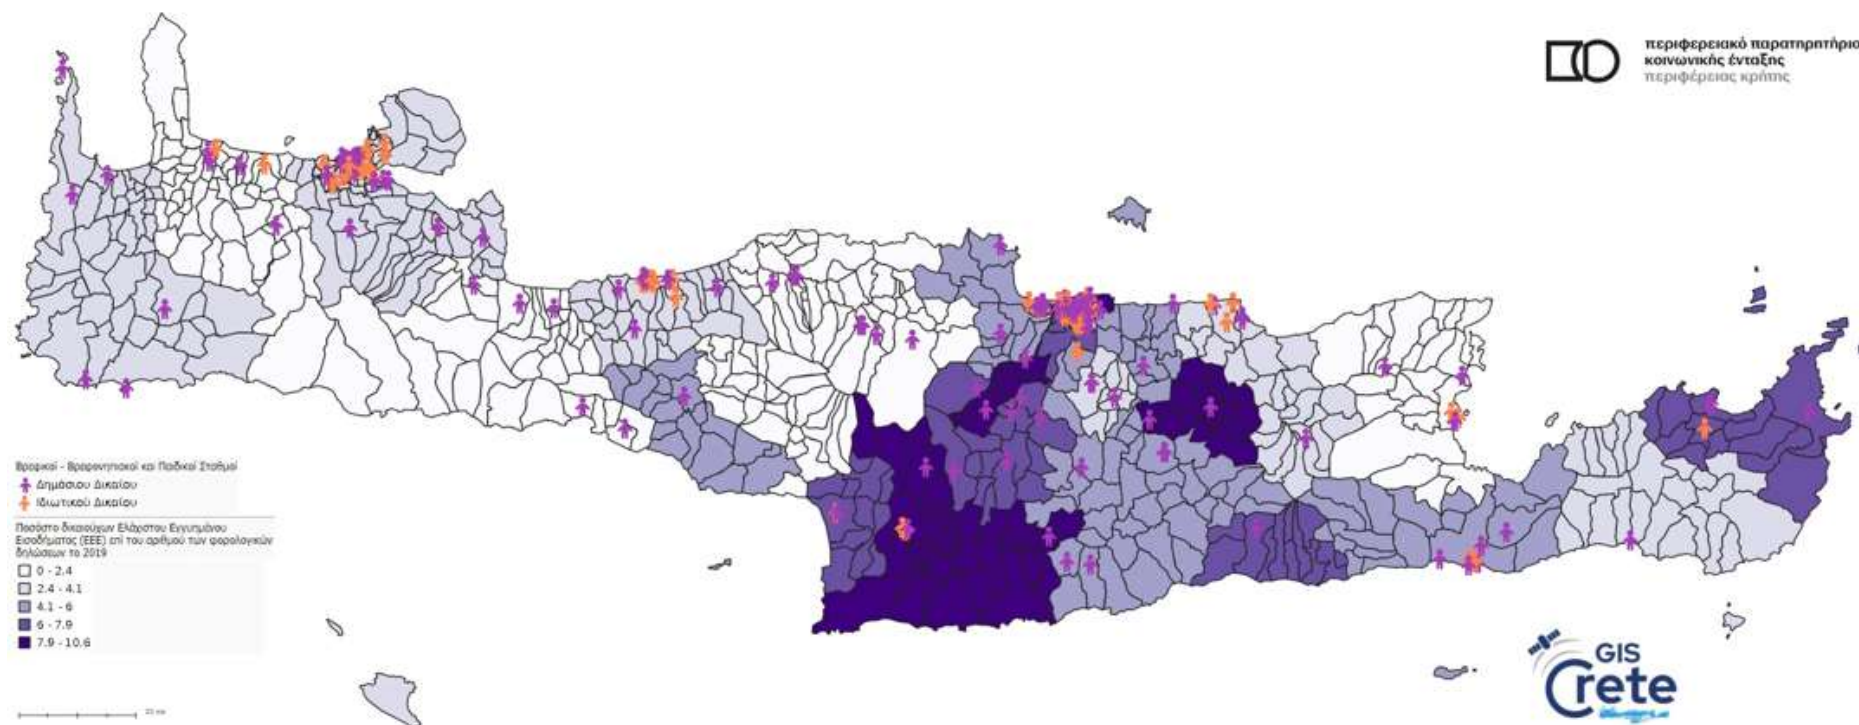 περιφερειακό παρατηρητήριο
κοινωνικής ένταξης
περιφέρειας κρήτης
Βρεφικοί - Βρεφονηπιακοί και Παιδικοί Σταθμοί
Δημόσιου Δικαίου
Ιδιωτικού Δικαίου
Ποσοστό δικαιούχων Ελάχιστου Εγγυημένου
Εισοδήματος (ΕΕΕ) επί του αριθμού των φορολογικών
δηλώσεων το 2019
0 - 2.4
2.4 - 4.1
4.1 - 6
6 - 7.9
7.9 - 10.6
GIS
Crete